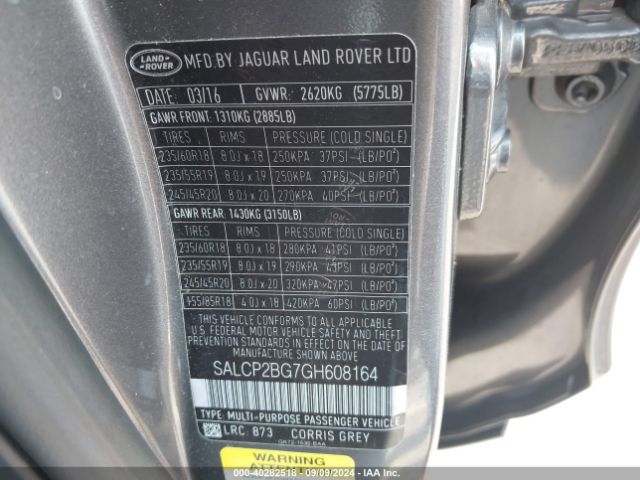 LAND ROVER
MFD.BY JAGUAR LAND ROVER LTD
DATE: 03/16 GVWR: 2620KG (5775LB)
GAWR FRONT: 1310KG (2885LB)
TIRES RIMS PRESSURE (COLD SINGLE)
235/60R18 8.0J x 18 250KPA 37PSI (LB/PO²)
235/55R19 8.0J x 19 250KPA 37PSI (LB/PO²)
245/45R20 8.0J x 20 270KPA 40PSI (LB/PO²)
GAWR REAR: 1430KG (3150LB)
TIRES RIMS PRESSURE (COLD SINGLE)
235/60R18 8.0J x 18 280KPA 41PSI (LB/PO²)
235/55R19 8.0J x 19 290KPA 43PSI (LB/PO²)
245/45R20 8.0J x 20 320KPA 47PSI (LB/PO²)
155/85R18 4.0J x 18 420KPA 60PSI (LB/PO²)
THIS VEHICLE CONFORMS TO ALL APPLICABLE
U.S. FEDERAL MOTOR VEHICLE SAFETY AND THEFT
PREVENTION STANDARDS IN EFFECT ON THE DATE OF
MANUFACTURE SHOWN ABOVE
SALCP2BG7GH608164
TYPE: MULTI-PURPOSE PASSENGER VEHICLE
LRC 873 CORRIS GREY
WARNING
00900-40282518 - 09/09/2024 - IAAI.COM